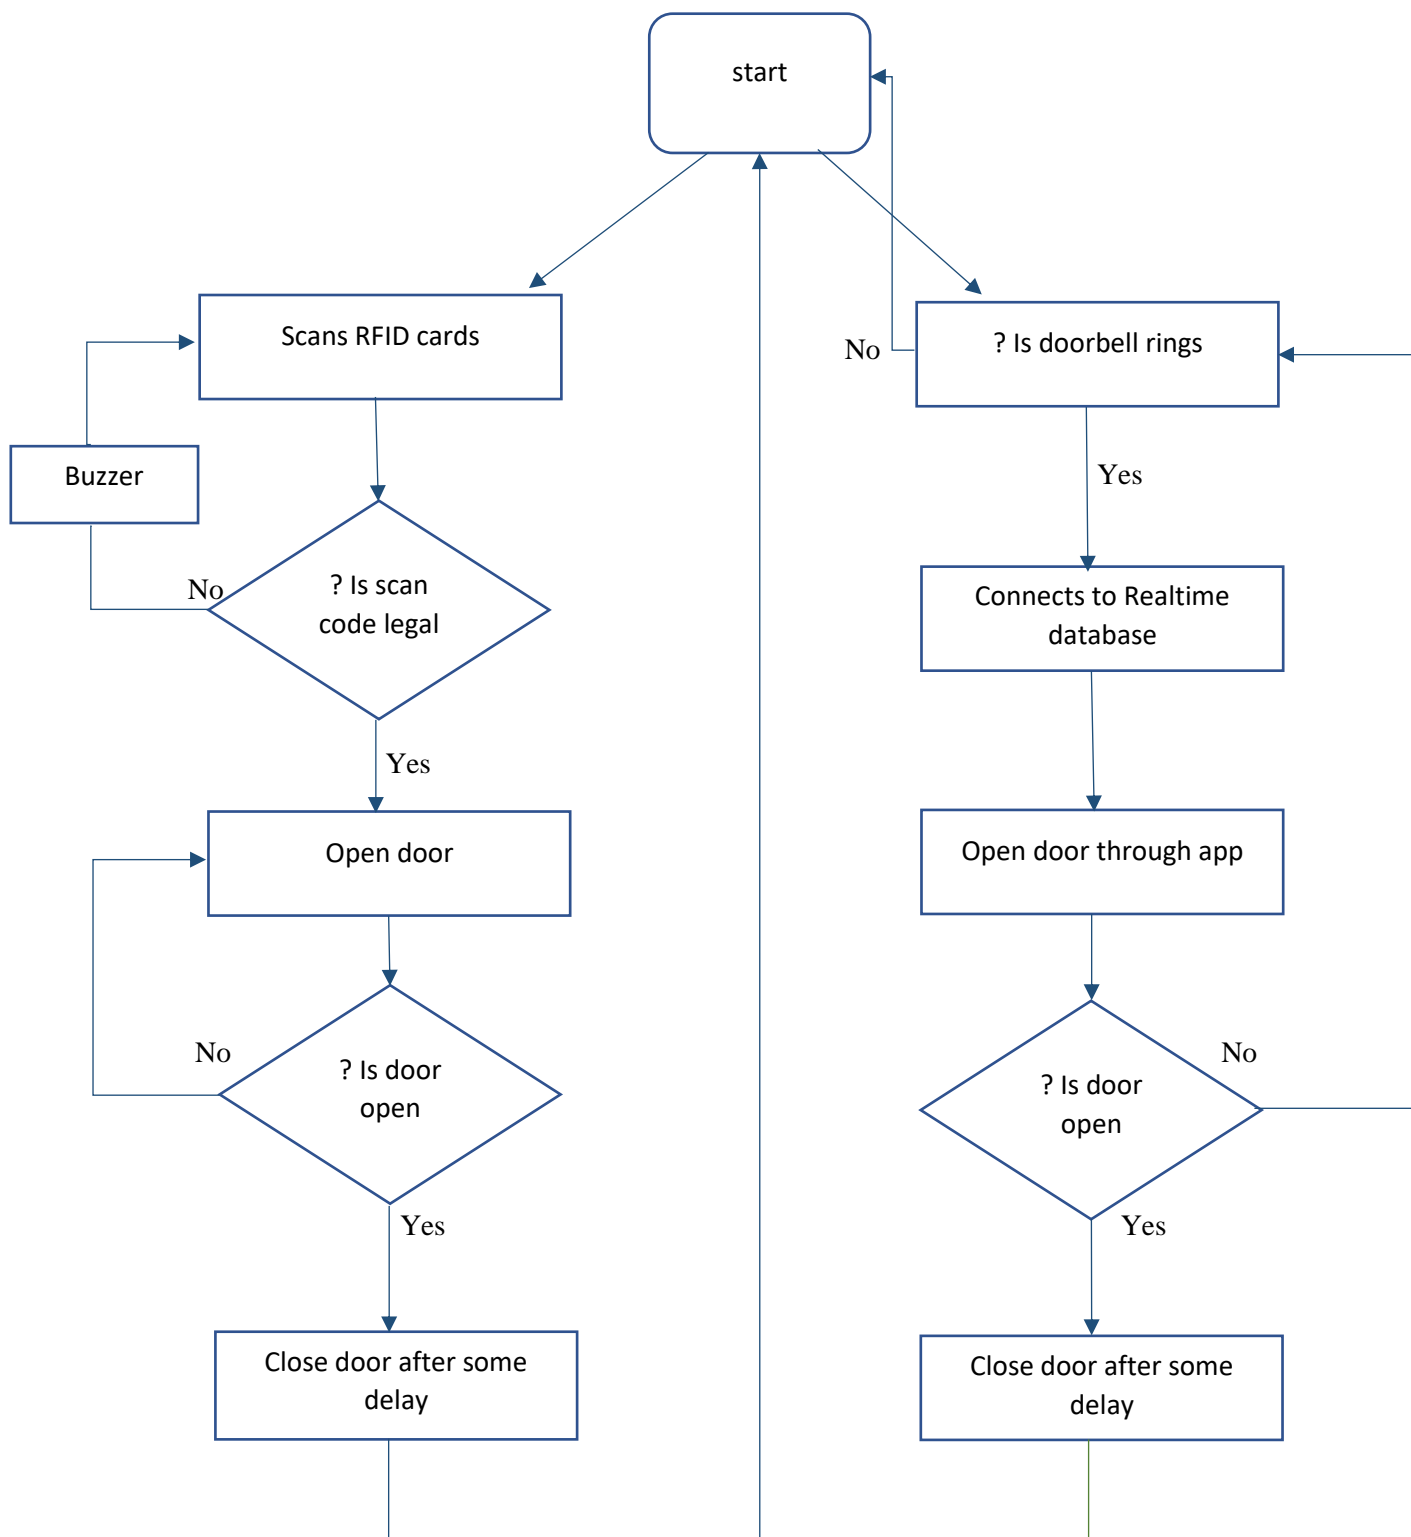 start
Scans RFID cards
? Is doorbell rings
No
Buzzer
Yes
No
? Is scan
code legal
Connects to Realtime
database
Yes
Open door
Open door through app
No
? Is door
open
No
? Is door
open
Yes
Yes
Close door after some
delay
Close door after some
delay